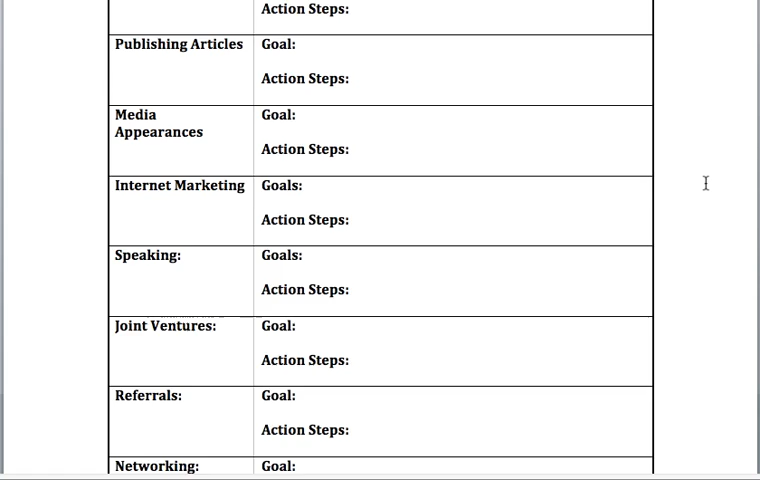 Action Steps:
Publishing Articles
Goal:
Action Steps:
Media
Appearances
Goal:
Action Steps:
Internet Marketing
Goals:
Action Steps:
Speaking:
Goals:
Action Steps:
Joint Ventures:
Goal:
Action Steps:
Referrals:
Goal:
Action Steps:
Networking:
Goal: